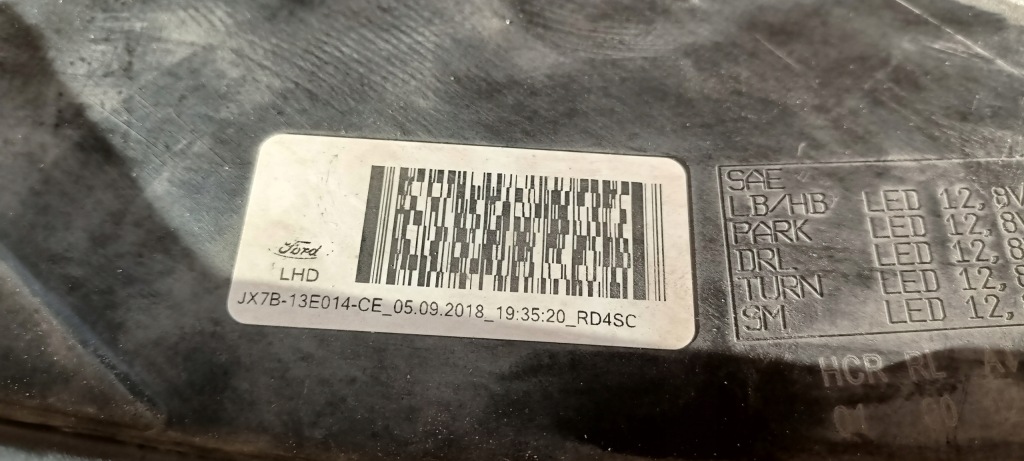 Ford
LHD
JX7B-13E014-CE_05.09.2018_19:35:20_RD4SC
SAE
LB/HB LED 12,8V
PARK LED 12,8V
DRL LED 12,8
TURN LED 12,
SM LED 12,
HCR RL